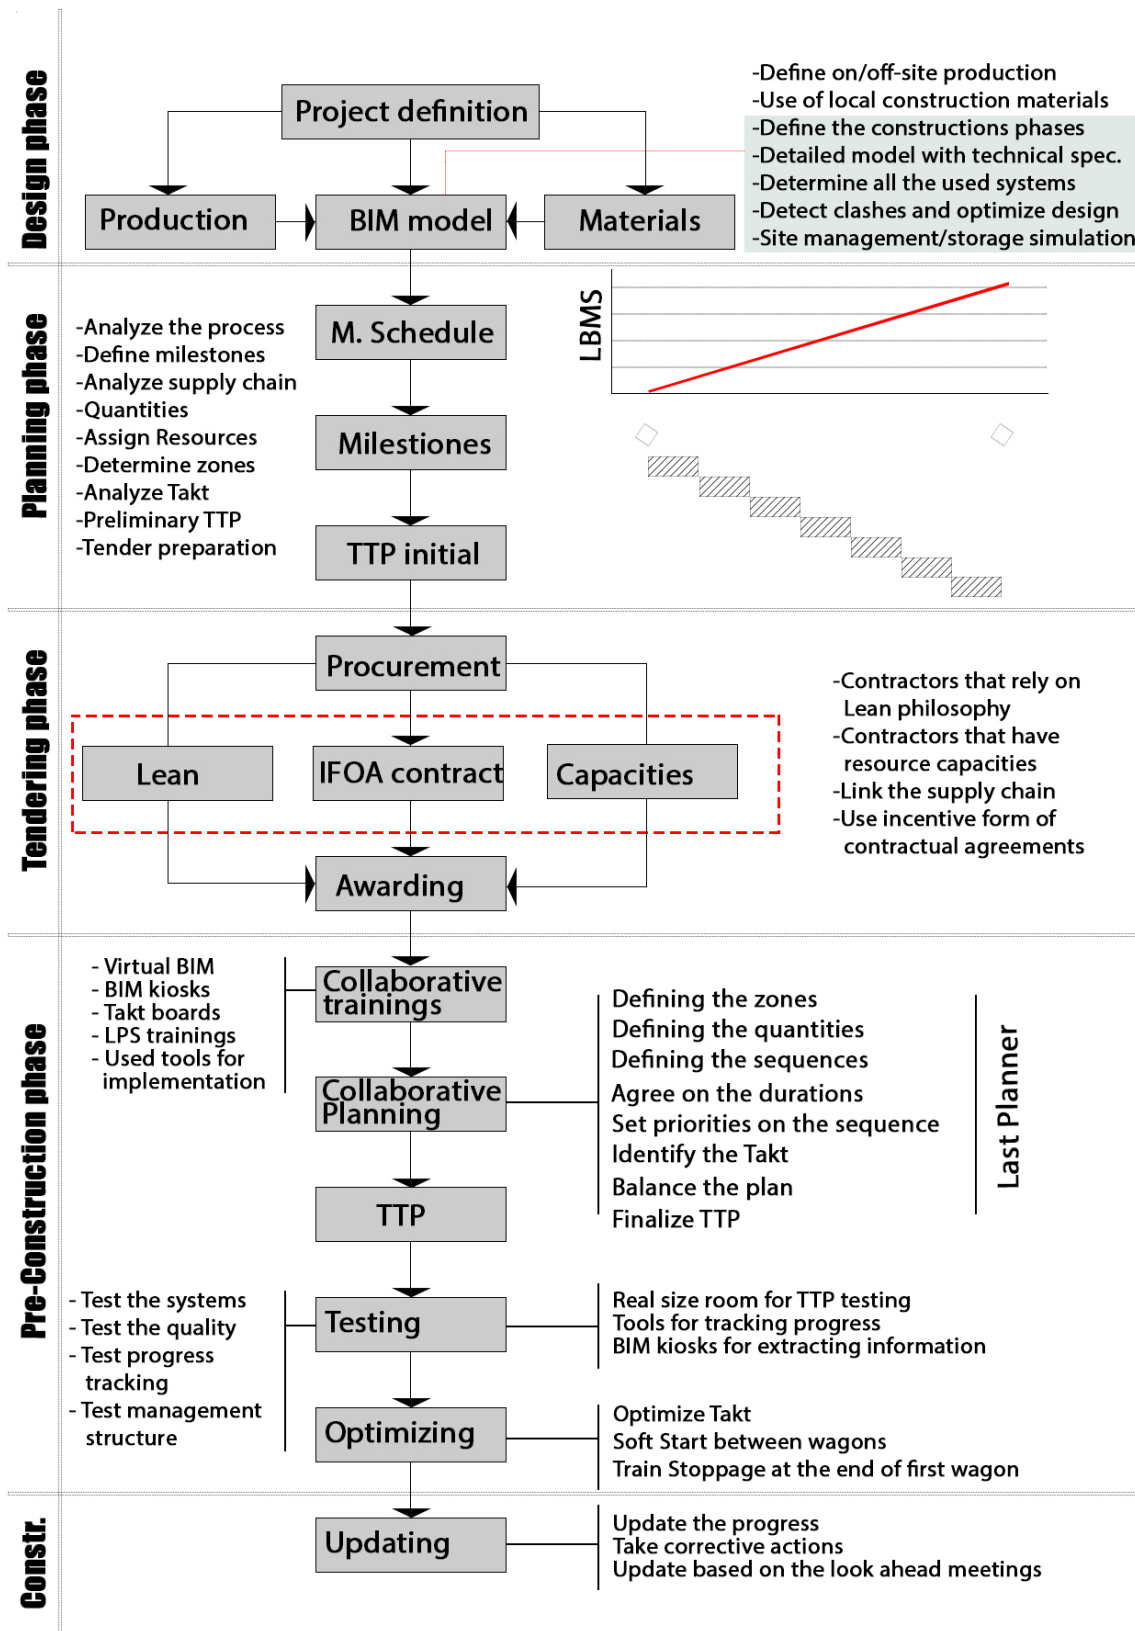 Design phase
Project definition
Production
BIM model
Materials
-Define on/off-site production
-Use of local construction materials
-Define the constructions phases
-Detailed model with technical spec.
-Determine all the used systems
-Detect clashes and optimize design
-Site management/storage simulation
Planning phase
-Analyze the process
-Define milestones
-Analyze supply chain
-Quantities
-Assign Resources
-Determine zones
-Analyze Takt
-Preliminary TTP
-Tender preparation
M. Schedule
Milestiones
TTP initial
LBMS
Tendering phase
Procurement
Lean
IFOA contract
Capacities
Awarding
-Contractors that rely on
Lean philosophy
-Contractors that have
resource capacities
-Link the supply chain
-Use incentive form of
contractual agreements
Pre-Construction phase
- Virtual BIM
- BIM kiosks
- Takt boards
- LPS trainings
- Used tools for
implementation
Collaborative
trainings
Collaborative
Planning
Defining the zones
Defining the quantities
Defining the sequences
Agree on the durations
Set priorities on the sequence
Identify the Takt
Balance the plan
Finalize TTP
Last Planner
TTP
- Test the systems
- Test the quality
- Test progress
tracking
- Test management
structure
Testing
Real size room for TTP testing
Tools for tracking progress
BIM kiosks for extracting information
Optimizing
Optimize Takt
Soft Start between wagons
Train Stoppage at the end of first wagon
Constr.
Updating
Update the progress
Take corrective actions
Update based on the look ahead meetings